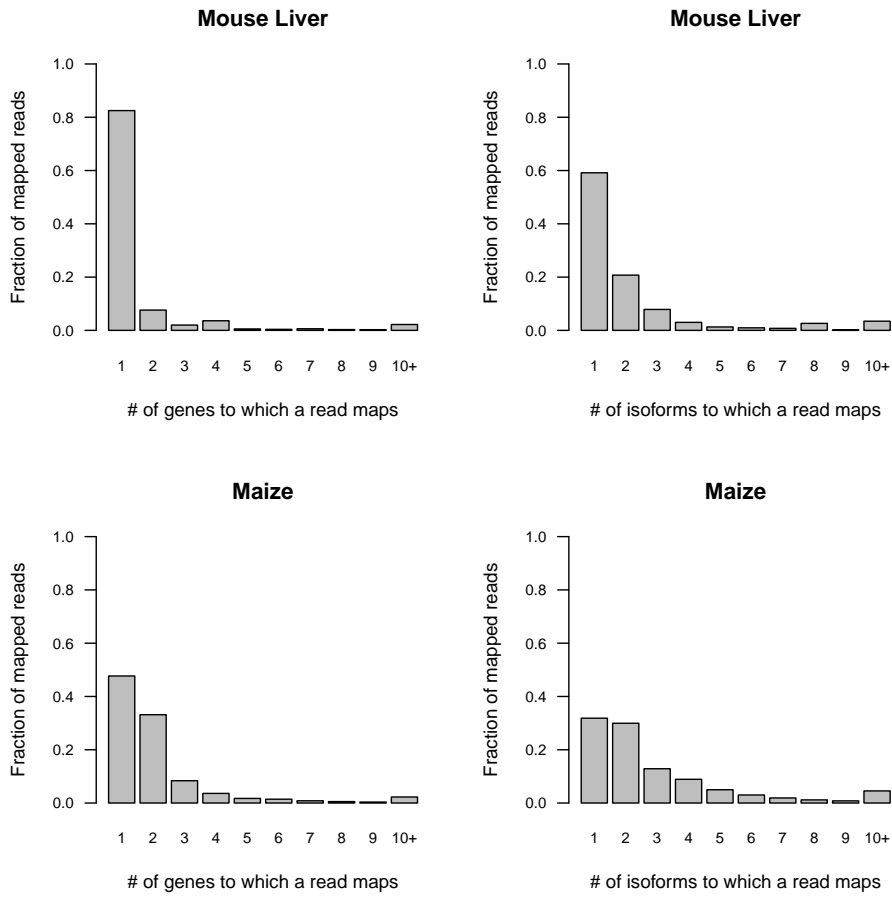 Mouse Liver
Fraction of mapped reads
1.0
0.8
0.6
0.4
0.2
0.0
1 2 3 4 5 6 7 8 9 10+
# of genes to which a read maps
Mouse Liver
Fraction of mapped reads
1.0
0.8
0.6
0.4
0.2
0.0
1 2 3 4 5 6 7 8 9 10+
# of isoforms to which a read maps
Maize
Fraction of mapped reads
1.0
0.8
0.6
0.4
0.2
0.0
1 2 3 4 5 6 7 8 9 10+
# of genes to which a read maps
Maize
Fraction of mapped reads
1.0
0.8
0.6
0.4
0.2
0.0
1 2 3 4 5 6 7 8 9 10+
# of isoforms to which a read maps